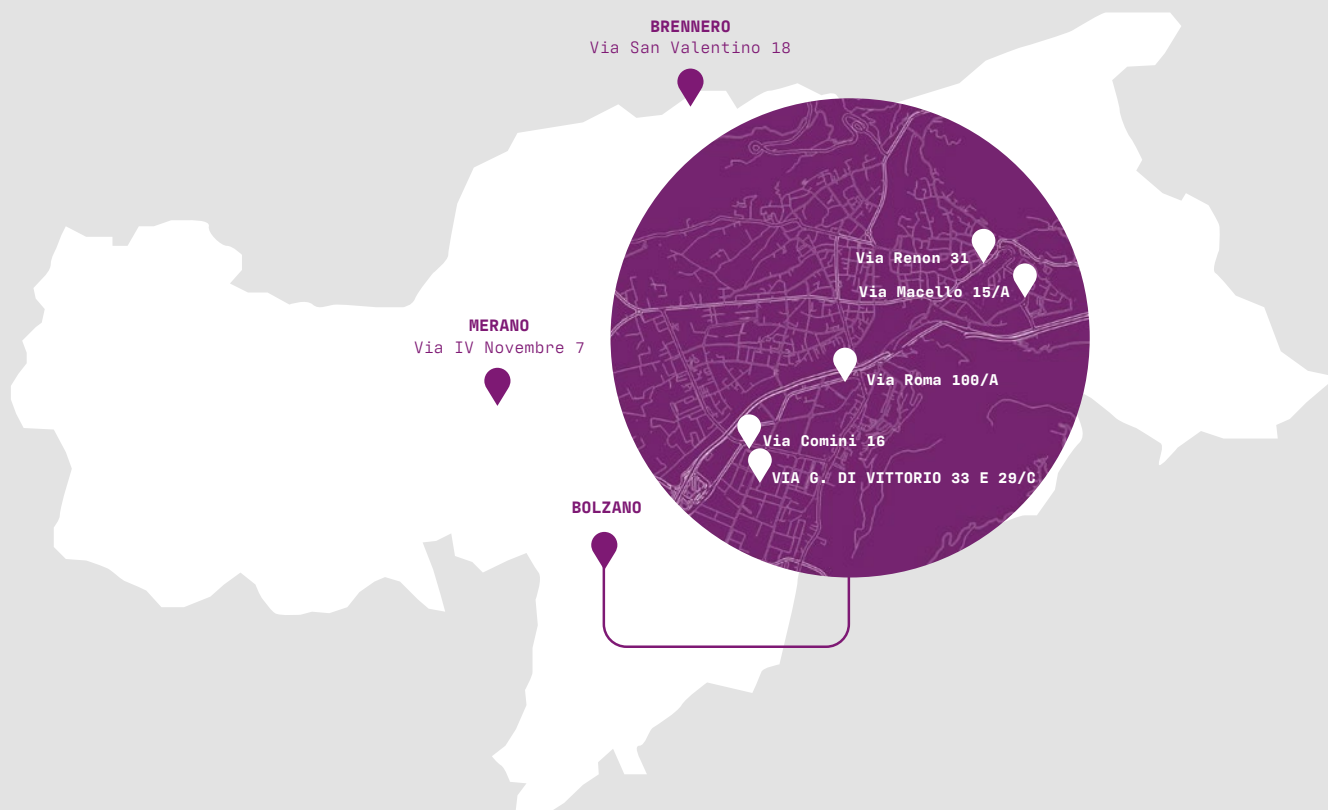 BRENNERO
Via San Valentino 18
Via Renon 31
Via Macello 15/A
MERANO
Via IV Novembre 7
Via Roma 100/A
Via Comini 16
VIA G. DI VITTORIO 33 E 29/C
BOLZANO